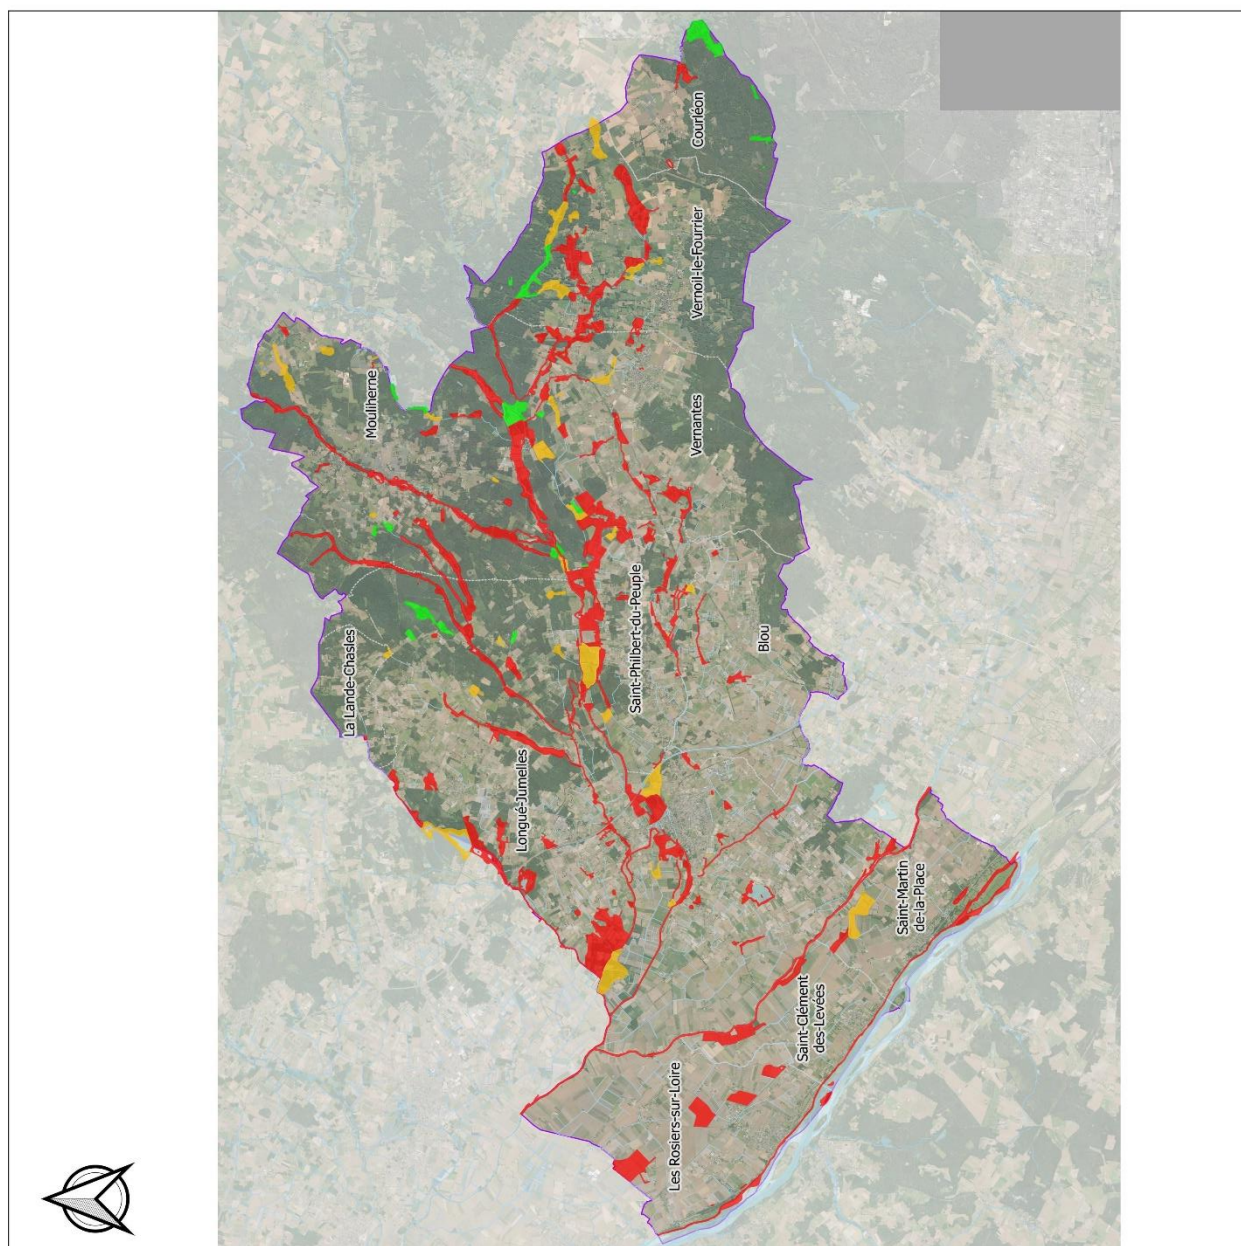 Courléon
Vernoil-le-Fourrier
Mouliherne
Vernantes
La Lande-Chasles
Saint-Philbert-du-Peuple
Blou
Longué-Jumelles
Saint-Martin
de-la-Place
Saint-Clément
des-Levées
Les Rosiers-sur-Loire